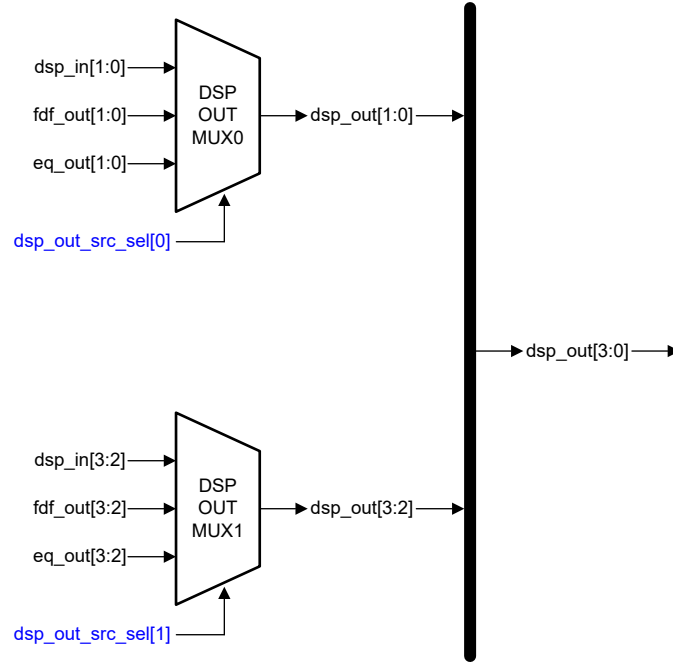 dsp_in[1:0]
fdf_out[1:0]
eq_out[1:0]
DSP
OUT
MUX0
dsp_out[1:0]
dsp_out_src_sel[0]
dsp_out[3:0]
dsp_in[3:2]
fdf_out[3:2]
eq_out[3:2]
DSP
OUT
MUX1
dsp_out[3:2]
dsp_out_src_sel[1]